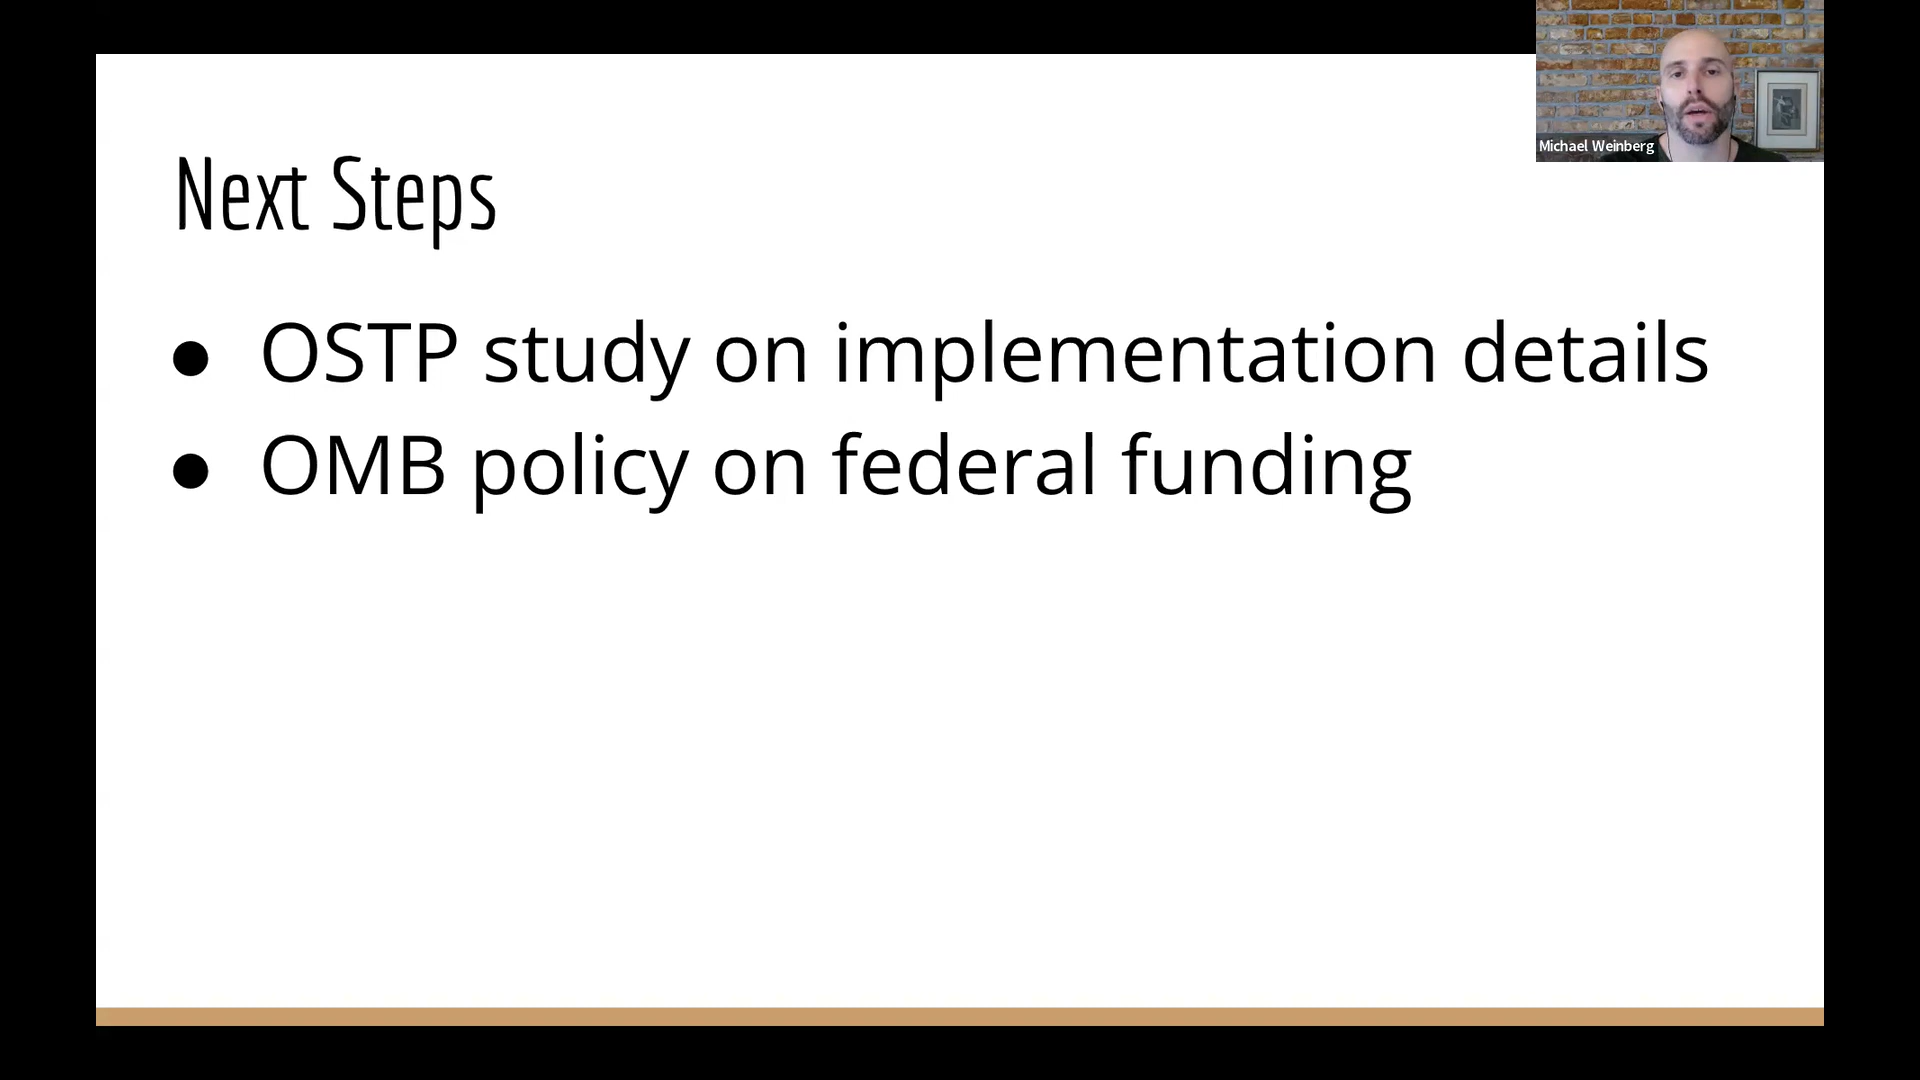 Michael Weinberg
Next Steps
● OSTP study on implementation details
● OMB policy on federal funding